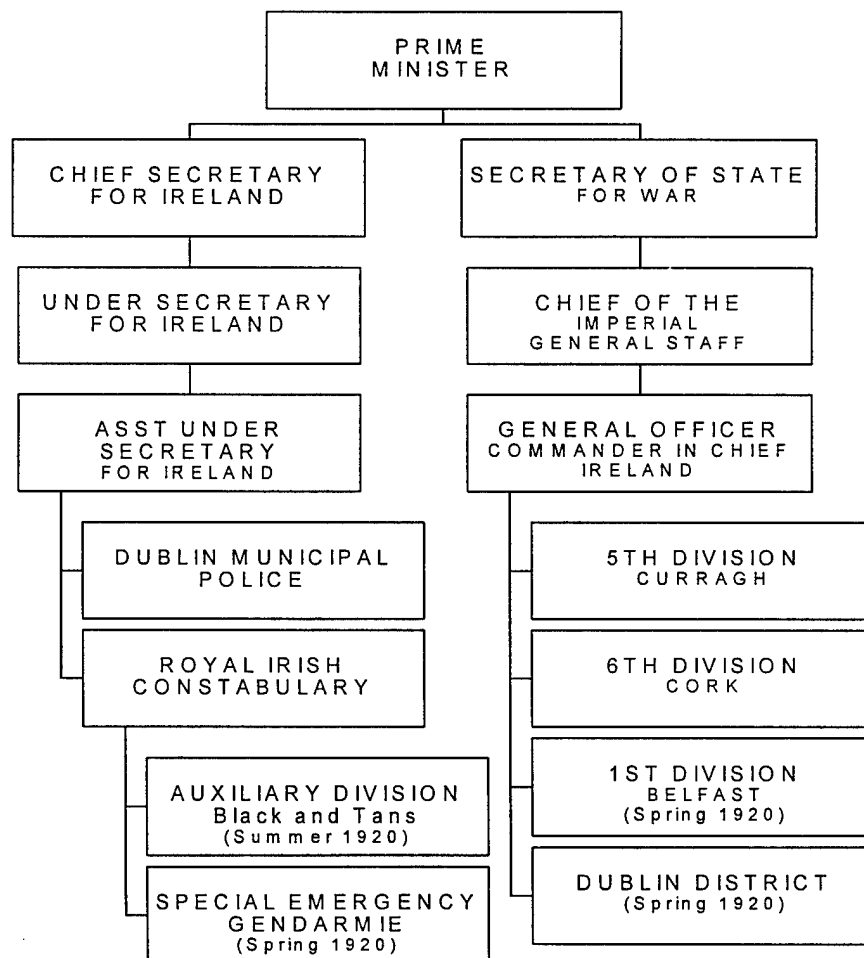 PRIME
MINISTER
CHIEF SECRETARY
FOR IRELAND
SECRETARY OF STATE
FOR WAR
UNDER SECRETARY
FOR IRELAND
CHIEF OF THE
IMPERIAL
GENERAL STAFF
ASST UNDER
SECRETARY
FOR IRELAND
GENERAL OFFICER
COMMANDER IN CHIEF
IRELAND
DUBLIN MUNICIPAL
POLICE
5TH DIVISION
CURRAGH
ROYAL IRISH
CONSTABULARY
6TH DIVISION
CORK
AUXILIARY DIVISION
Black and Tans
(Summer 1920)
1ST DIVISION
BELFAST
(Spring 1920)
SPECIAL EMERGENCY
GENDARMIE
(Spring 1920)
DUBLIN DISTRICT
(Spring 1920)